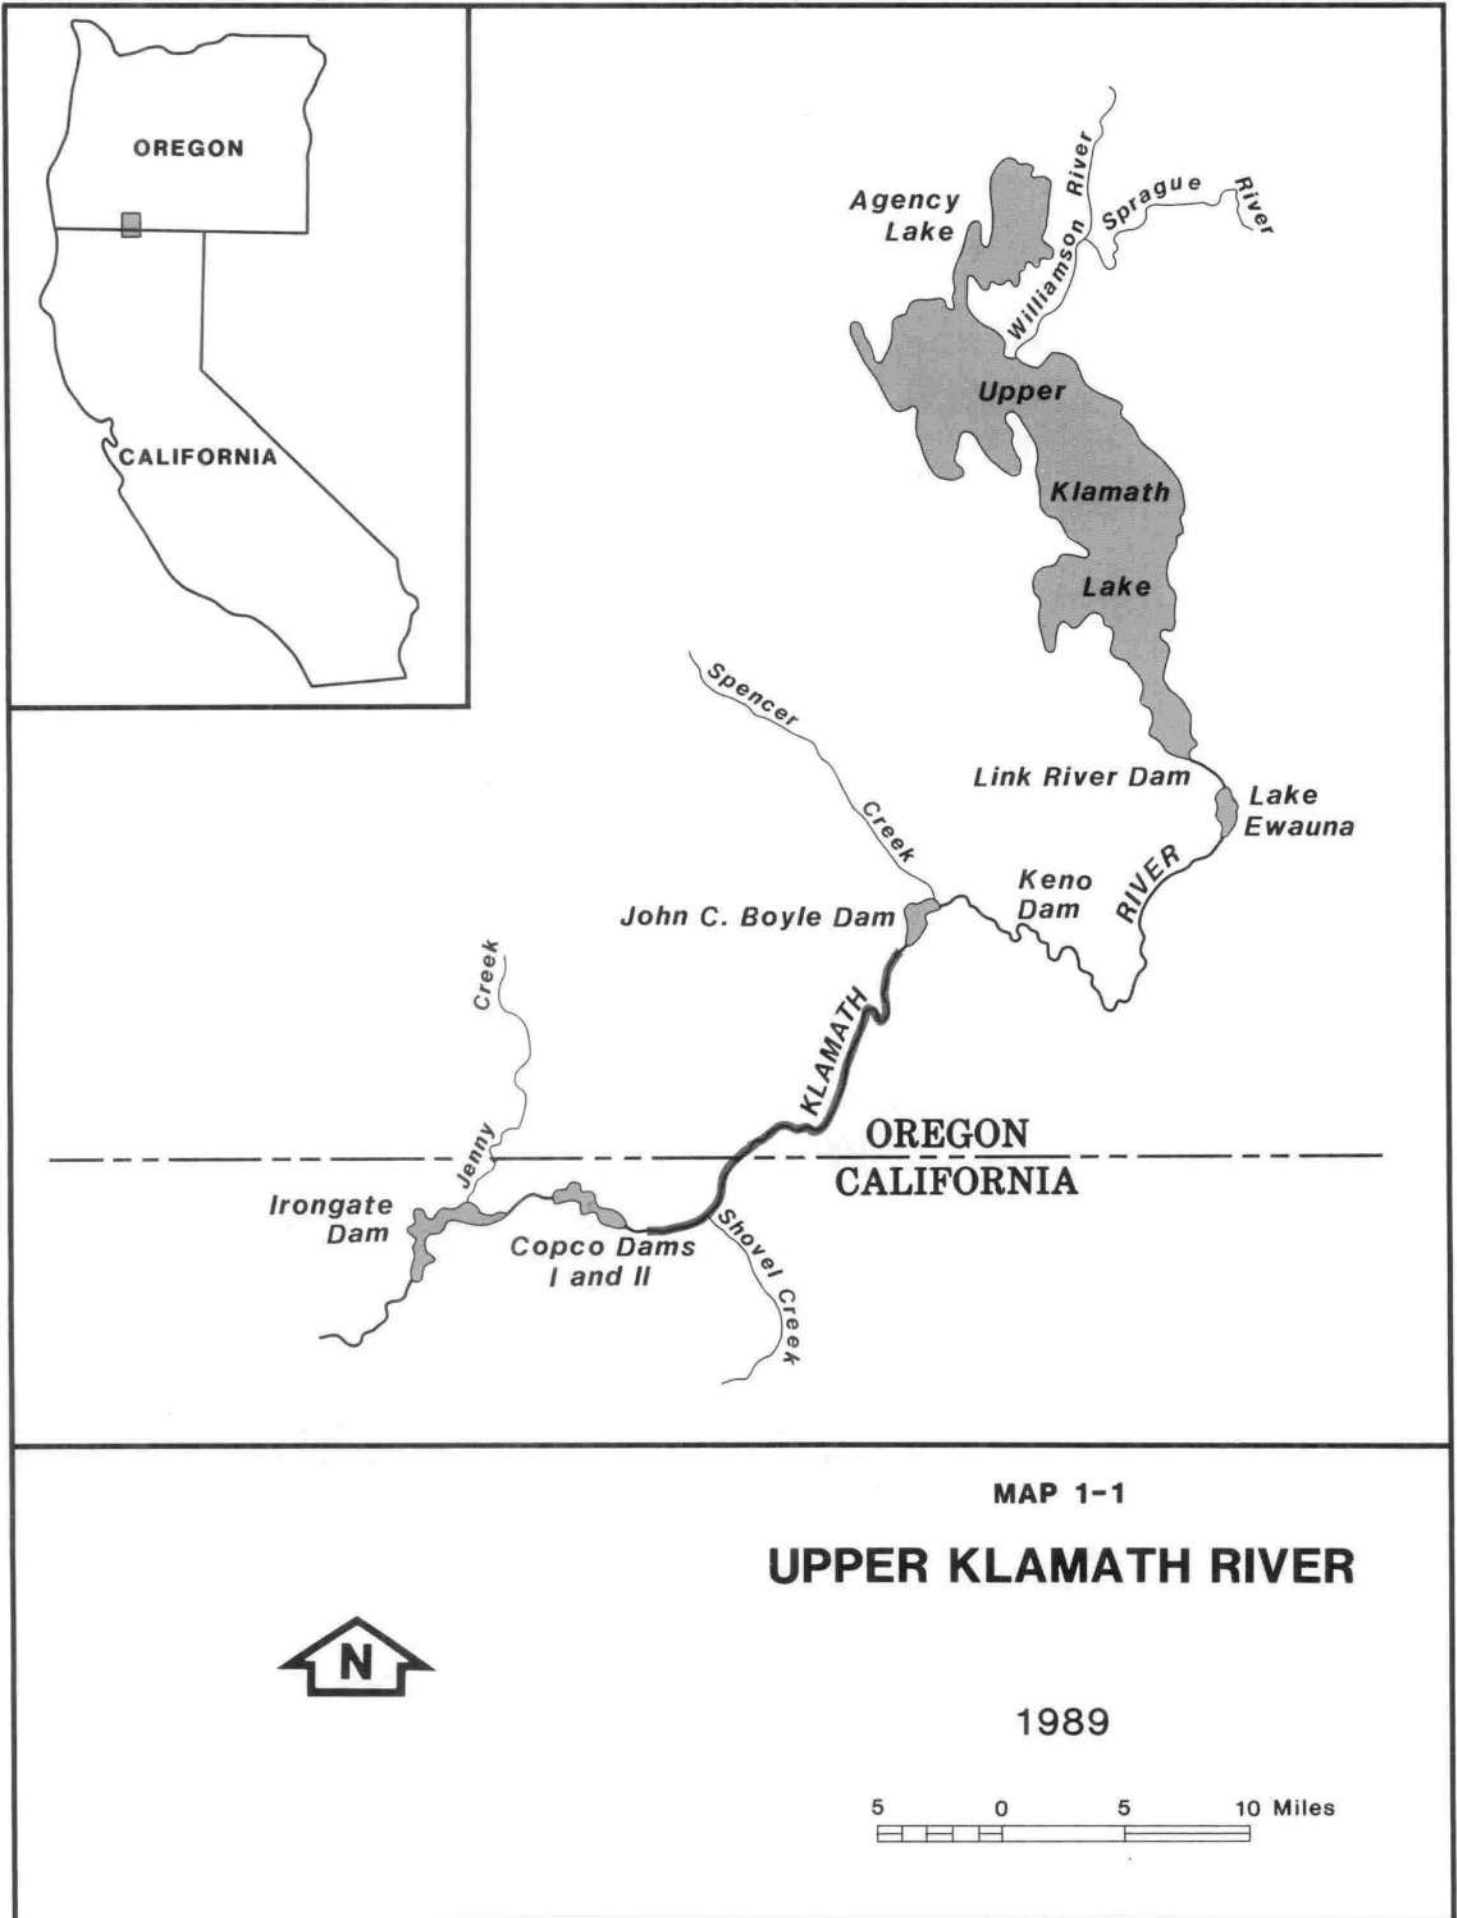 OREGON
CALIFORNIA
Agency
Lake
Williamson River
Sprague River
Upper
Klamath
Lake
Spencer Creek
Link River Dam
Lake
Ewauna
Keno
Dam
John C. Boyle Dam
KLAMATH RIVER
Jenny Creek
OREGON
CALIFORNIA
Irongate
Dam
Copco Dams
I and II
Shovel Creek
MAP 1-1
UPPER KLAMATH RIVER
N
1989
5 0 5 10 Miles